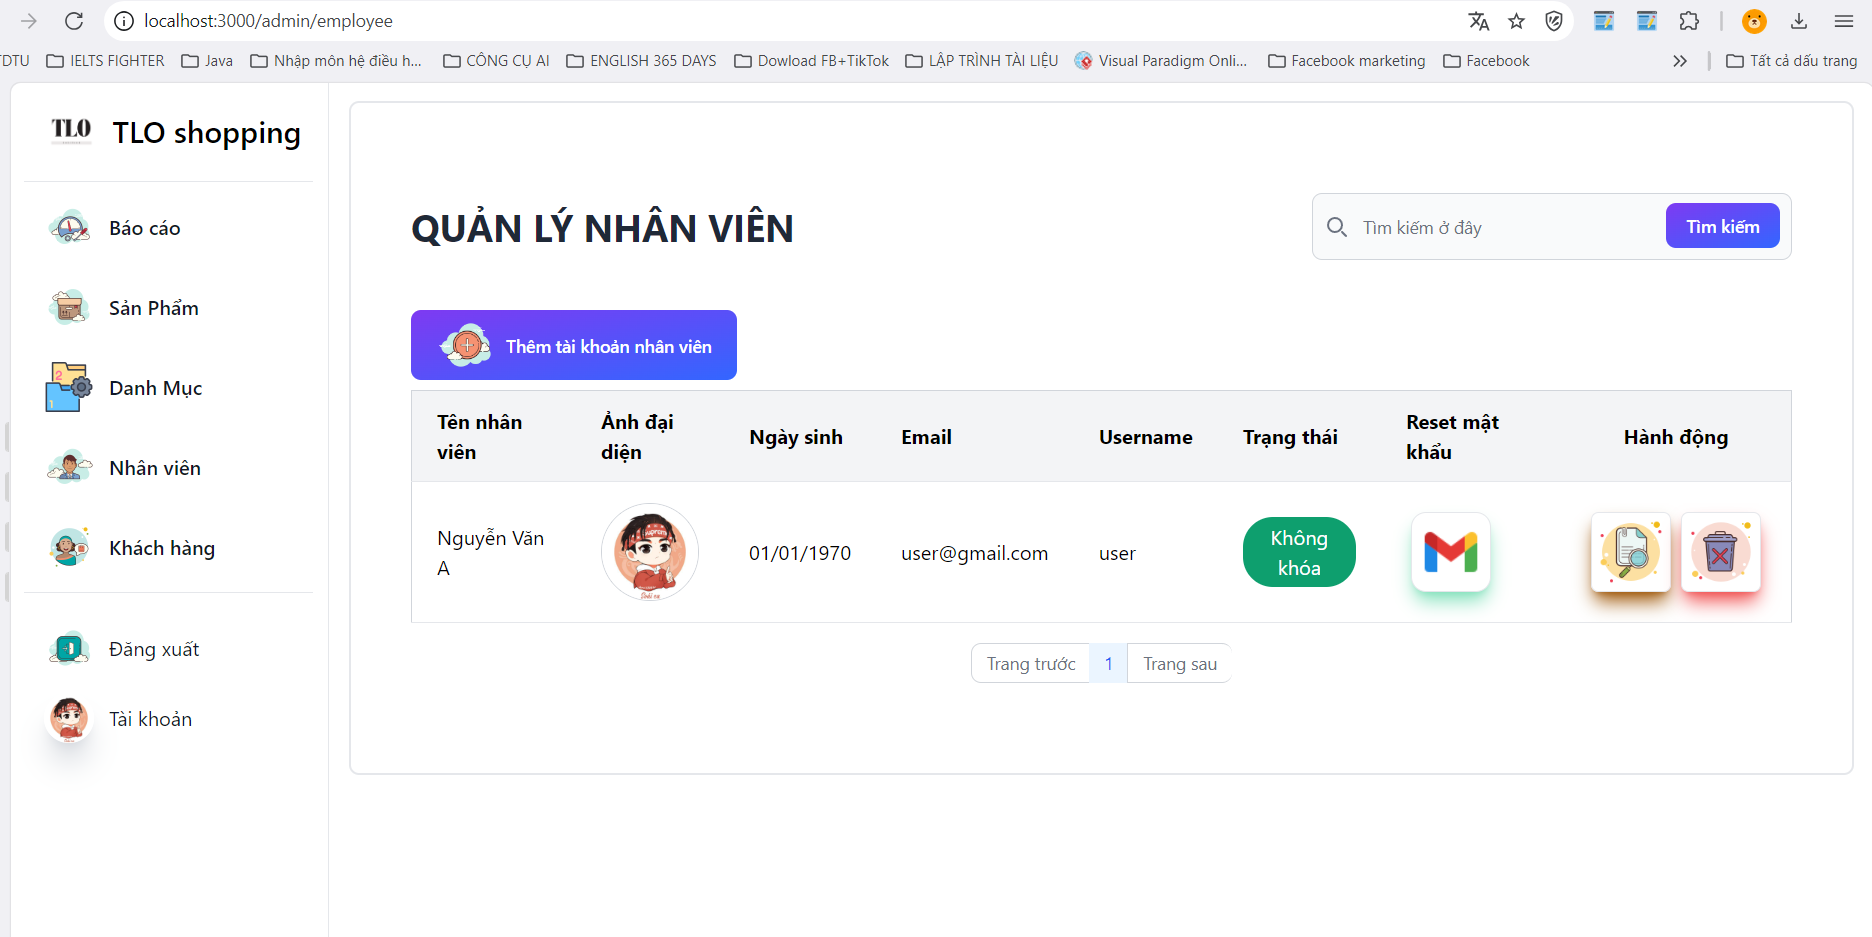 localhost:3000/admin/employee
TDTU
IELTS FIGHTER
Java
Nhập môn hệ điều h...
CÔNG CỤ AI
ENGLISH 365 DAYS
Dowload FB+TikTok
LẬP TRÌNH TÀI LIỆU
Visual Paradigm Onli...
Facebook marketing
Facebook
Tất cả dấu trang
TLO
TLO shopping
Báo cáo
Sản Phẩm
Danh Mục
Nhân viên
Khách hàng
Đăng xuất
Tài khoản
QUẢN LÝ NHÂN VIÊN
Tìm kiếm ở đây
Tìm kiếm
Thêm tài khoản nhân viên
Tên nhân
viên
Ảnh đại
diện
Ngày sinh
Email
Username
Trạng thái
Reset mật
khẩu
Hành động
Nguyễn Văn
A
01/01/1970
user@gmail.com
user
Không
khóa
Trang trước
1
Trang sau